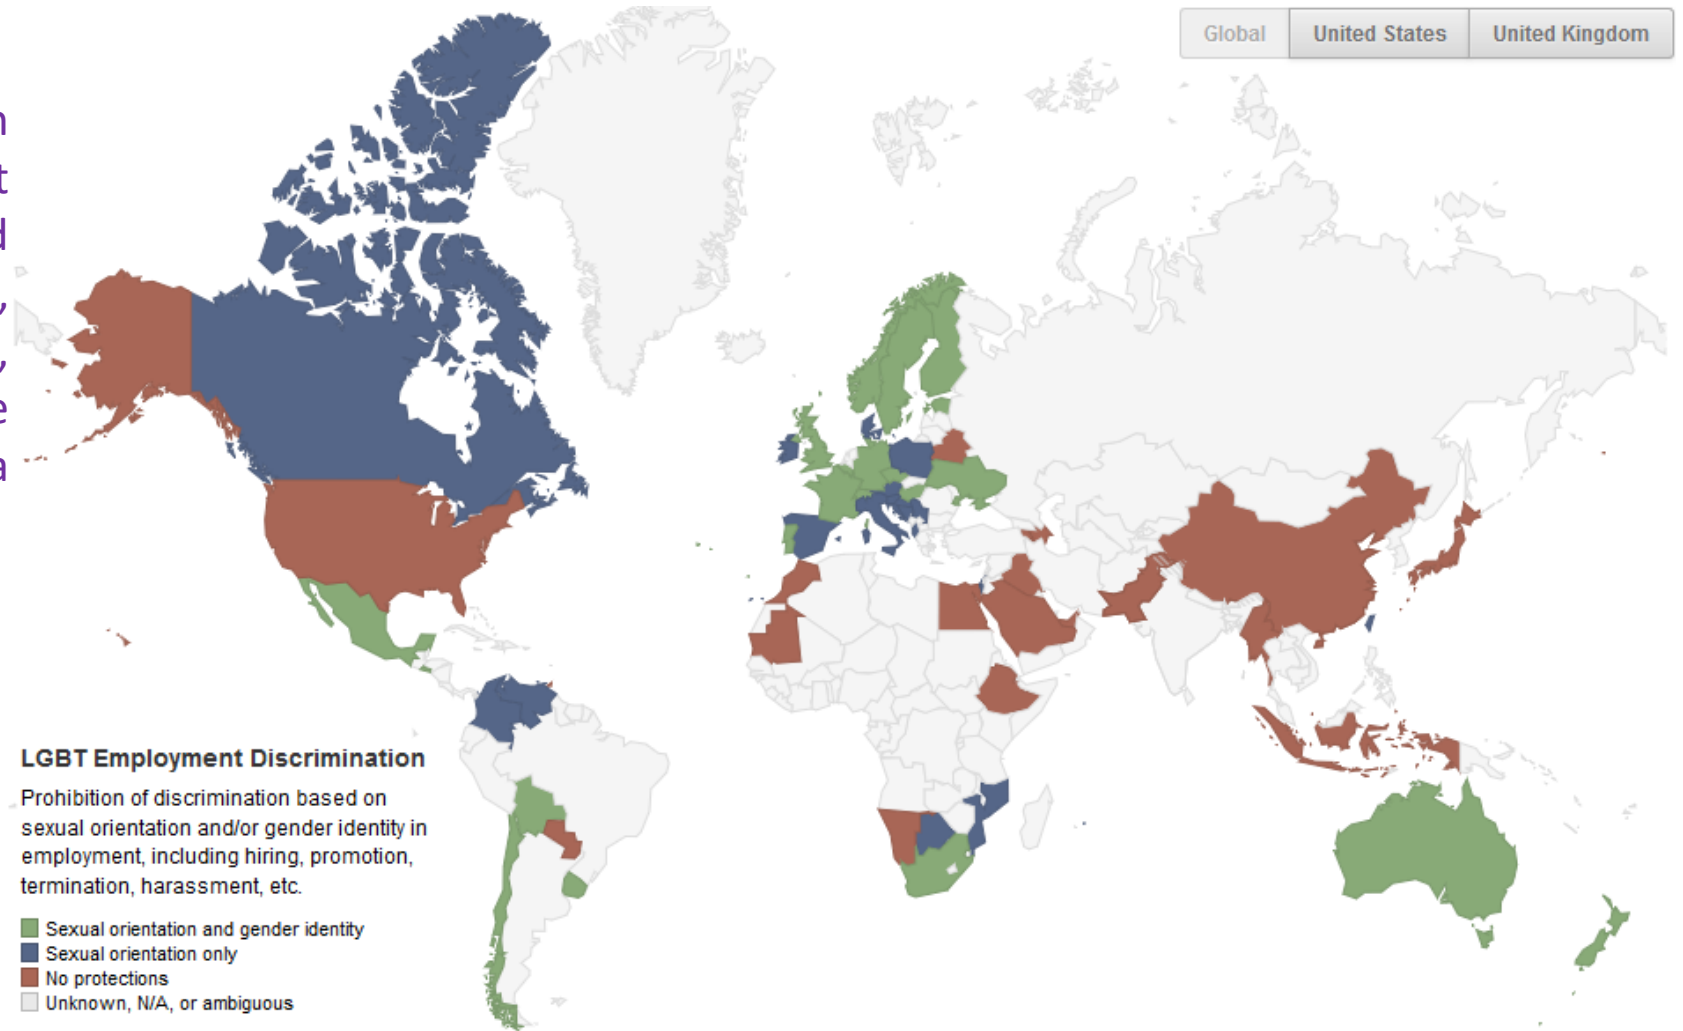 Global
United States
United Kingdom
n
t
d
,
,
e
a
LGBT Employment Discrimination
Prohibition of discrimination based on
sexual orientation and/or gender identity in
employment, including hiring, promotion,
termination, harassment, etc.
Sexual orientation and gender identity
Sexual orientation only
No protections
Unknown, N/A, or ambiguous